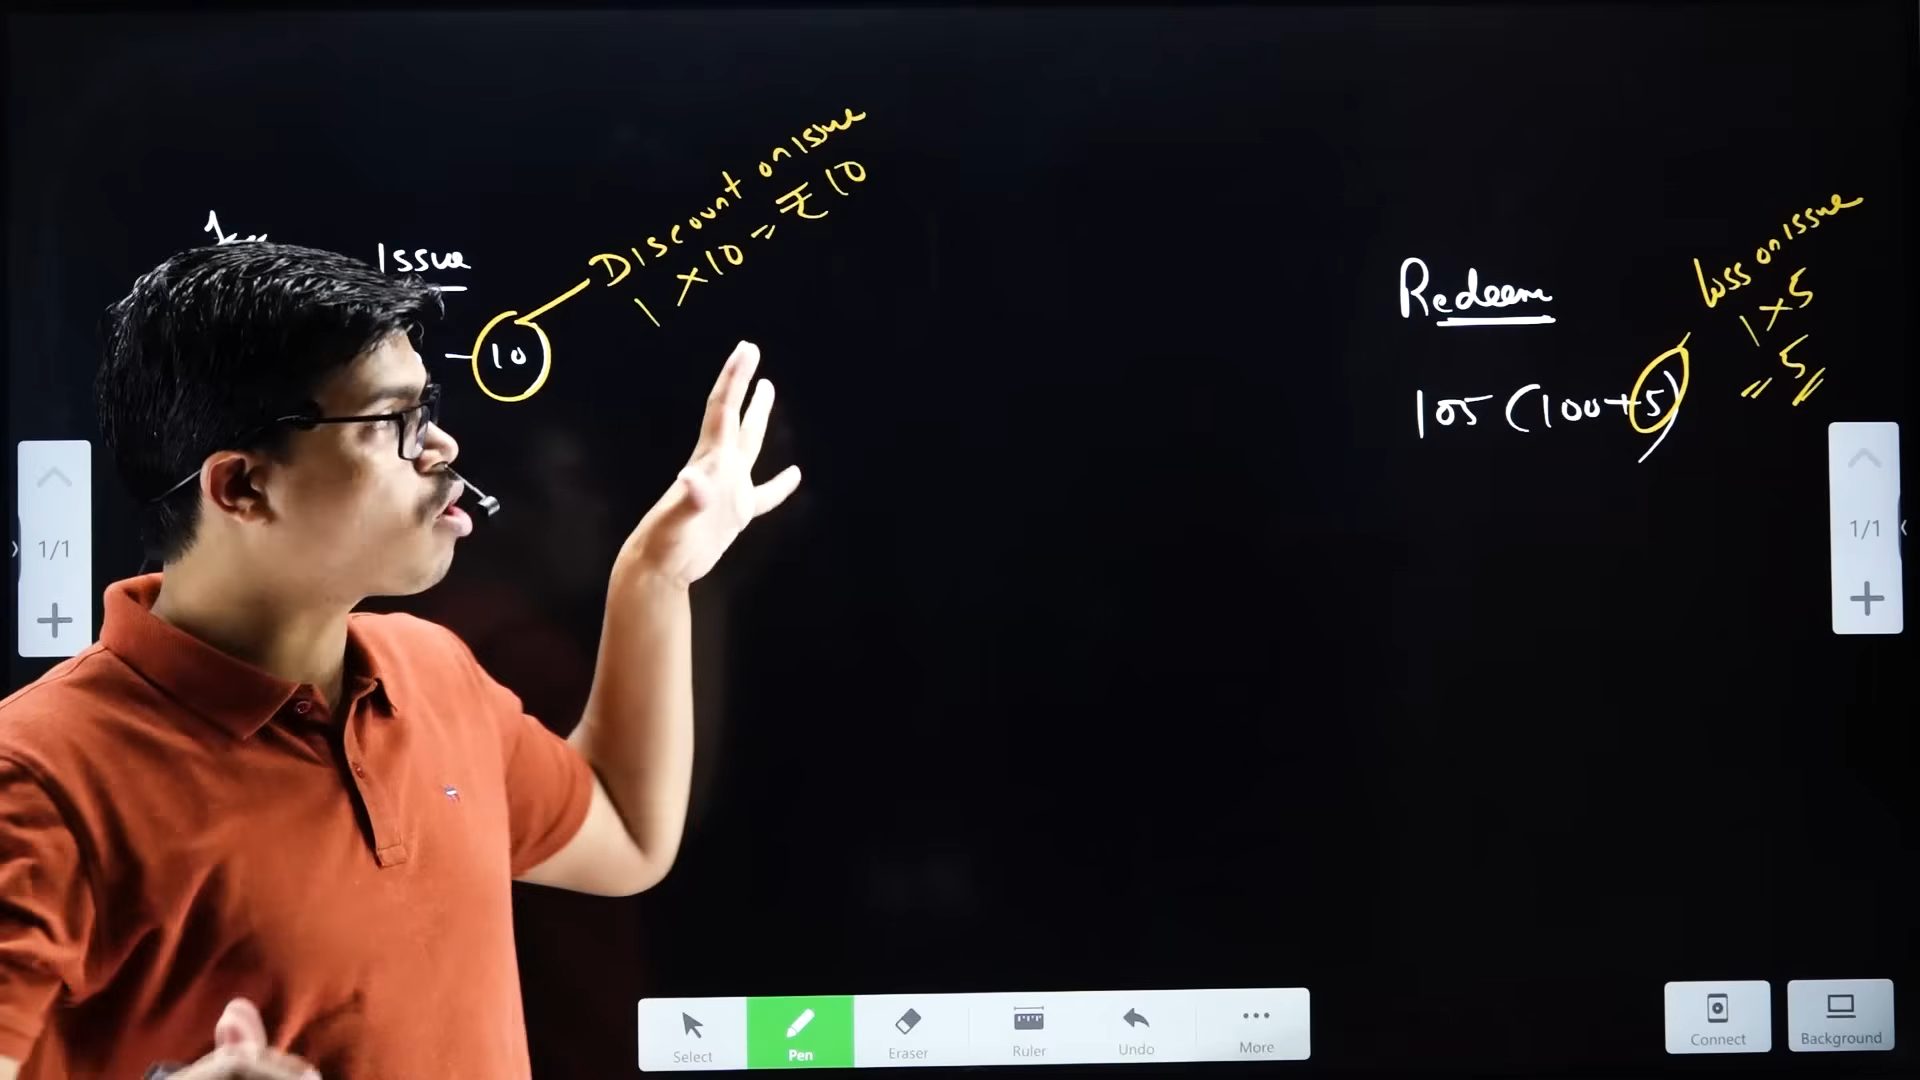 Issue
- 10
Discount on issue
1 × 10 = ₹ 10
Redeem
105 (100+5)
Loss on issue
1 × 5
= 5
1/1
1/1
Select
Pen
Eraser
Ruler
Undo
More
Connect
Background